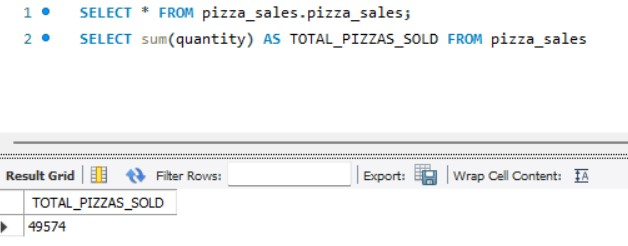 1 SELECT * FROM pizza_sales.pizza_sales;
2 SELECT sum(quantity) AS TOTAL_PIZZAS_SOLD FROM pizza_sales
Result Grid Filter Rows: Export: Wrap Cell Content: IA
TOTAL_PIZZAS_SOLD
49574